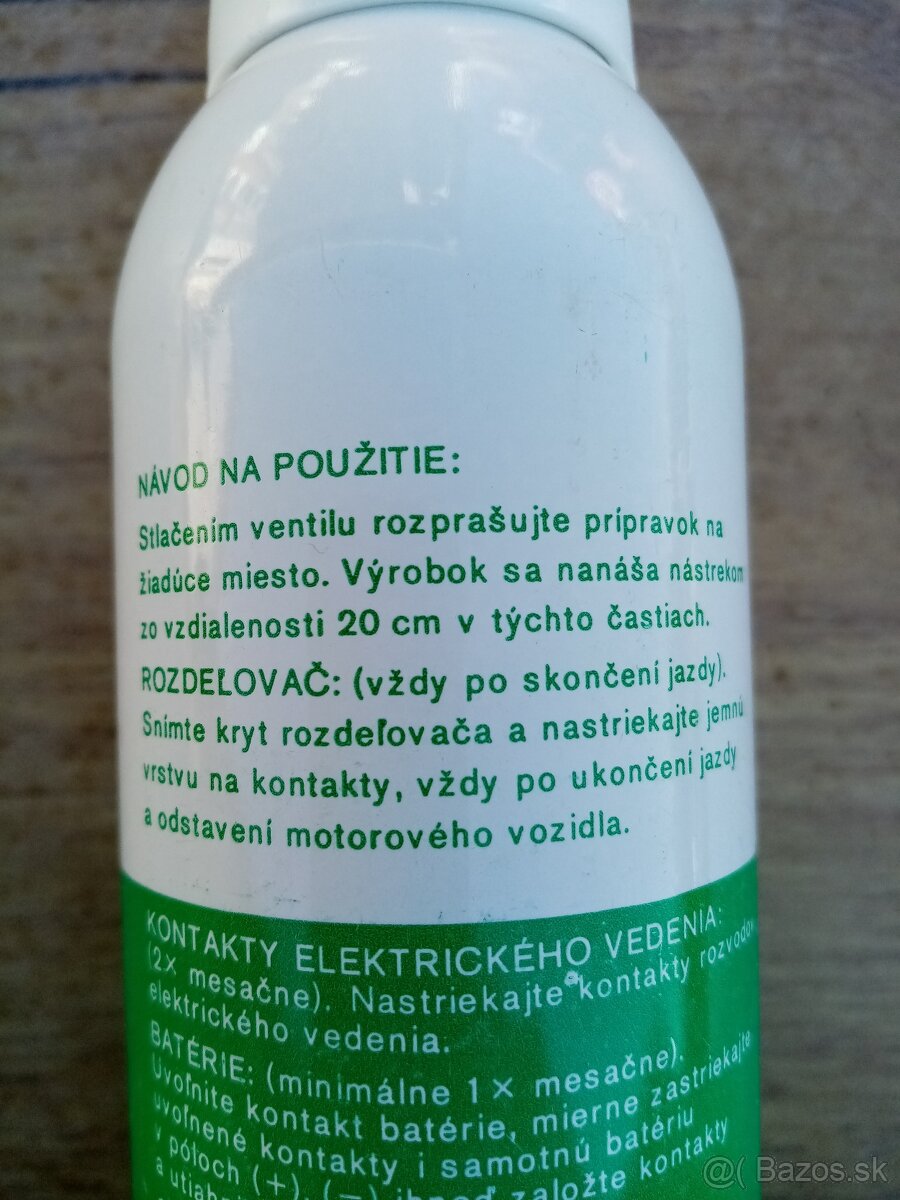 NÁVOD NA POUŽITIE:
Stlačením ventilu rozprašujte prípravok na
žiadúce miesto. Výrobok sa nanáša nástrekom
zo vzdialenosti 20 cm v týchto častiach.
ROZDEĽOVAČ: (vždy po skončení jazdy).
Snímte kryt rozdeľovača a nastriekajte jemnú
vrstvu na kontakty, vždy po ukončení jazdy
a odstavení motorového vozidla.
KONTAKTY ELEKTRICKÉHO VEDENIA:
(2× mesačne). Nastriekajte kontakty rozvodov
elektrického vedenia.
BATÉRIE: (minimálne 1× mesačne).
Uvoľnite kontakt batérie, mierne zastriekajte
uvoľnené kontakty i samotnú batériu
v póloch (+), (−) ihneď založte kontakty
a
@( Bazos.sk